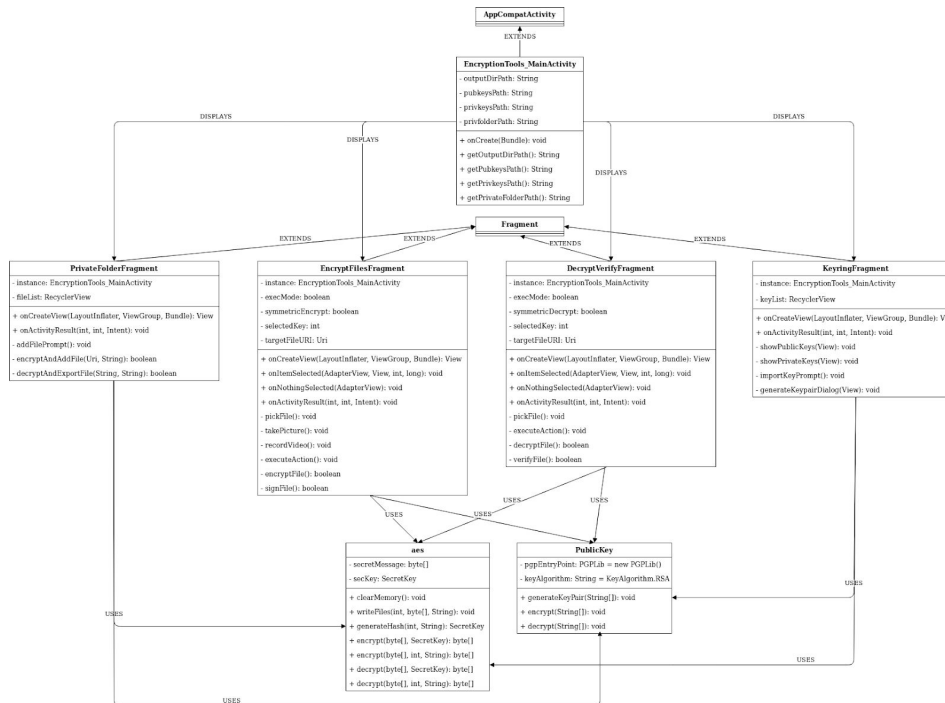 AppCompatActivity
EXTENDS
EncryptionTools_MainActivity
- outputDirPath: String
- pubkeysPath: String
- privkeysPath: String
- privfolderPath: String
+ onCreate(Bundle): void
+ getOutputDirPath(): String
+ getPubkeysPath(): String
+ getPrivkeysPath(): String
+ getPrivateFolderPath(): String
DISPLAYS
DISPLAYS
DISPLAYS
DISPLAYS
Fragment
EXTENDS
EXTENDS
EXTENDS
EXTENDS
PrivateFolderFragment
- instance: EncryptionTools_MainActivity
- fileList: RecyclerView
+ onCreateView(LayoutInflater, ViewGroup, Bundle): View
+ onActivityResult(int, int, Intent): void
- addFilePrompt(): void
- encryptAndAddFile(Uri, String): boolean
- decryptAndExportFile(String, String): boolean
EncryptFilesFragment
- instance: EncryptionTools_MainActivity
- execMode: boolean
- symmetricEncrypt: boolean
- selectedKey: int
- targetFileURI: Uri
+ onCreateView(LayoutInflater, ViewGroup, Bundle): View
+ onItemSelected(AdapterView, View, int, long): void
+ onNothingSelected(AdapterView): void
+ onActivityResult(int, int, Intent): void
- pickFile(): void
- takePicture(): void
- recordVideo(): void
- executeAction(): void
- encryptFile(): boolean
- signFile(): boolean
DecryptVerifyFragment
- instance: EncryptionTools_MainActivity
- execMode: boolean
- symmetricDecrypt: boolean
- selectedKey: int
- targetFileURI: Uri
+ onCreateView(LayoutInflater, ViewGroup, Bundle): View
+ onItemSelected(AdapterView, View, int, long): void
+ onNothingSelected(AdapterView): void
+ onActivityResult(int, int, Intent): void
- pickFile(): void
- executeAction(): void
- decryptFile(): boolean
- verifyFile(): boolean
KeyringFragment
- instance: EncryptionTools_MainActivity
- keyList: RecyclerView
+ onCreateView(LayoutInflater, ViewGroup, Bundle): V
+ onActivityResult(int, int, Intent): void
- showPublicKeys(View): void
- showPrivateKeys(View): void
- importKeyPrompt(): void
- generateKeypairDialog(View): void
USES
USES
USES
USES
aes
- secretMessage: byte[]
- secKey: SecretKey
+ clearMemory(): void
+ writeFiles(int, byte[], String): void
+ generateHash(int, String): SecretKey
+ encrypt(byte[], SecretKey): byte[]
+ encrypt(byte[], int, String): byte[]
+ decrypt(byte[], SecretKey): byte[]
+ decrypt(byte[], int, String): byte[]
PublicKey
- pgpEntryPoint: PGPLib = new PGPLib()
- keyAlgorithm: String = KeyAlgorithm.RSA
+ generateKeyPair(String[]): void
+ encrypt(String[]): void
+ decrypt(String[]): void
USES
USES
USES
USES